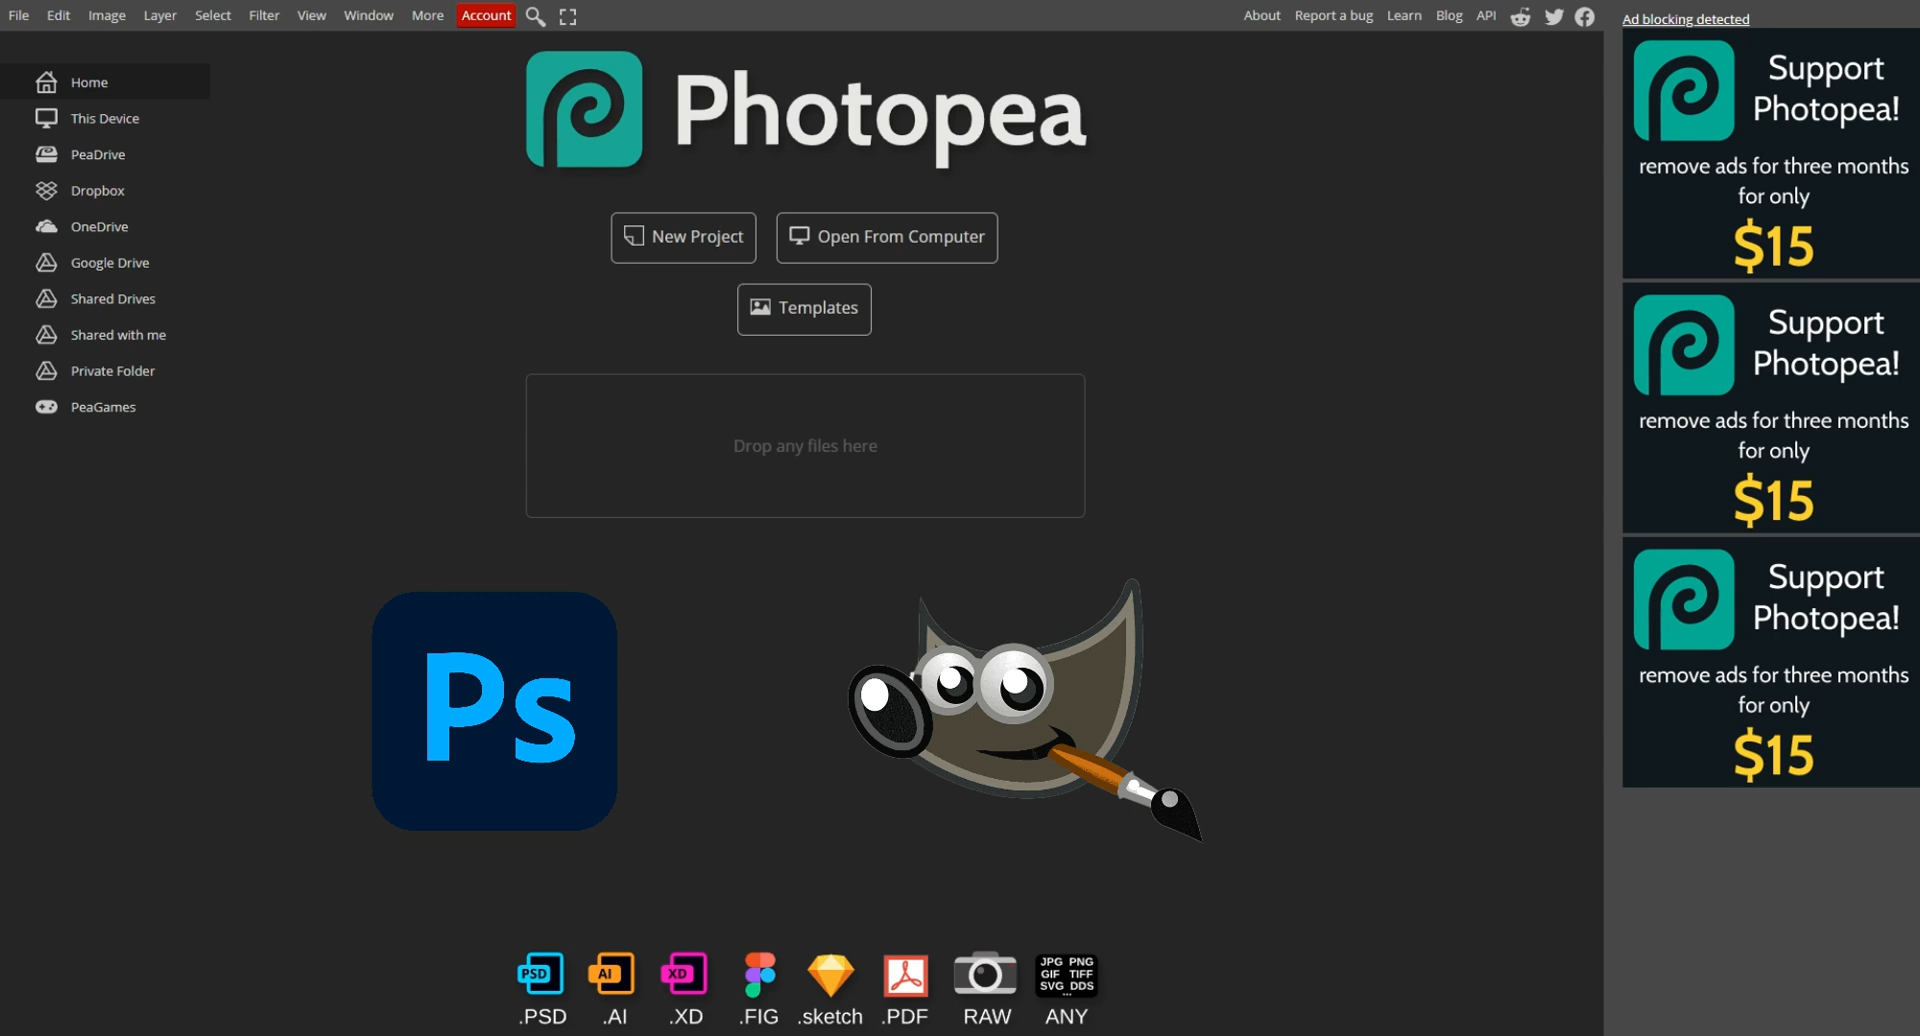 File Edit Image Layer Select Filter View Window More Account
About Report a bug Learn Blog API
Ad blocking detected
Home
This Device
PeaDrive
Dropbox
OneDrive
Google Drive
Shared Drives
Shared with me
Private Folder
PeaGames
Photopea
New Project
Open From Computer
Templates
Drop any files here
Ps
PSD
AI
XD
JPG PNG
GIF TIFF
SVG DDS
...
.PSD .AI .XD .FIG .sketch .PDF RAW ANY
Support
Photopea!
remove ads for three months
for only
$15
Support
Photopea!
remove ads for three months
for only
$15
Support
Photopea!
remove ads for three months
for only
$15